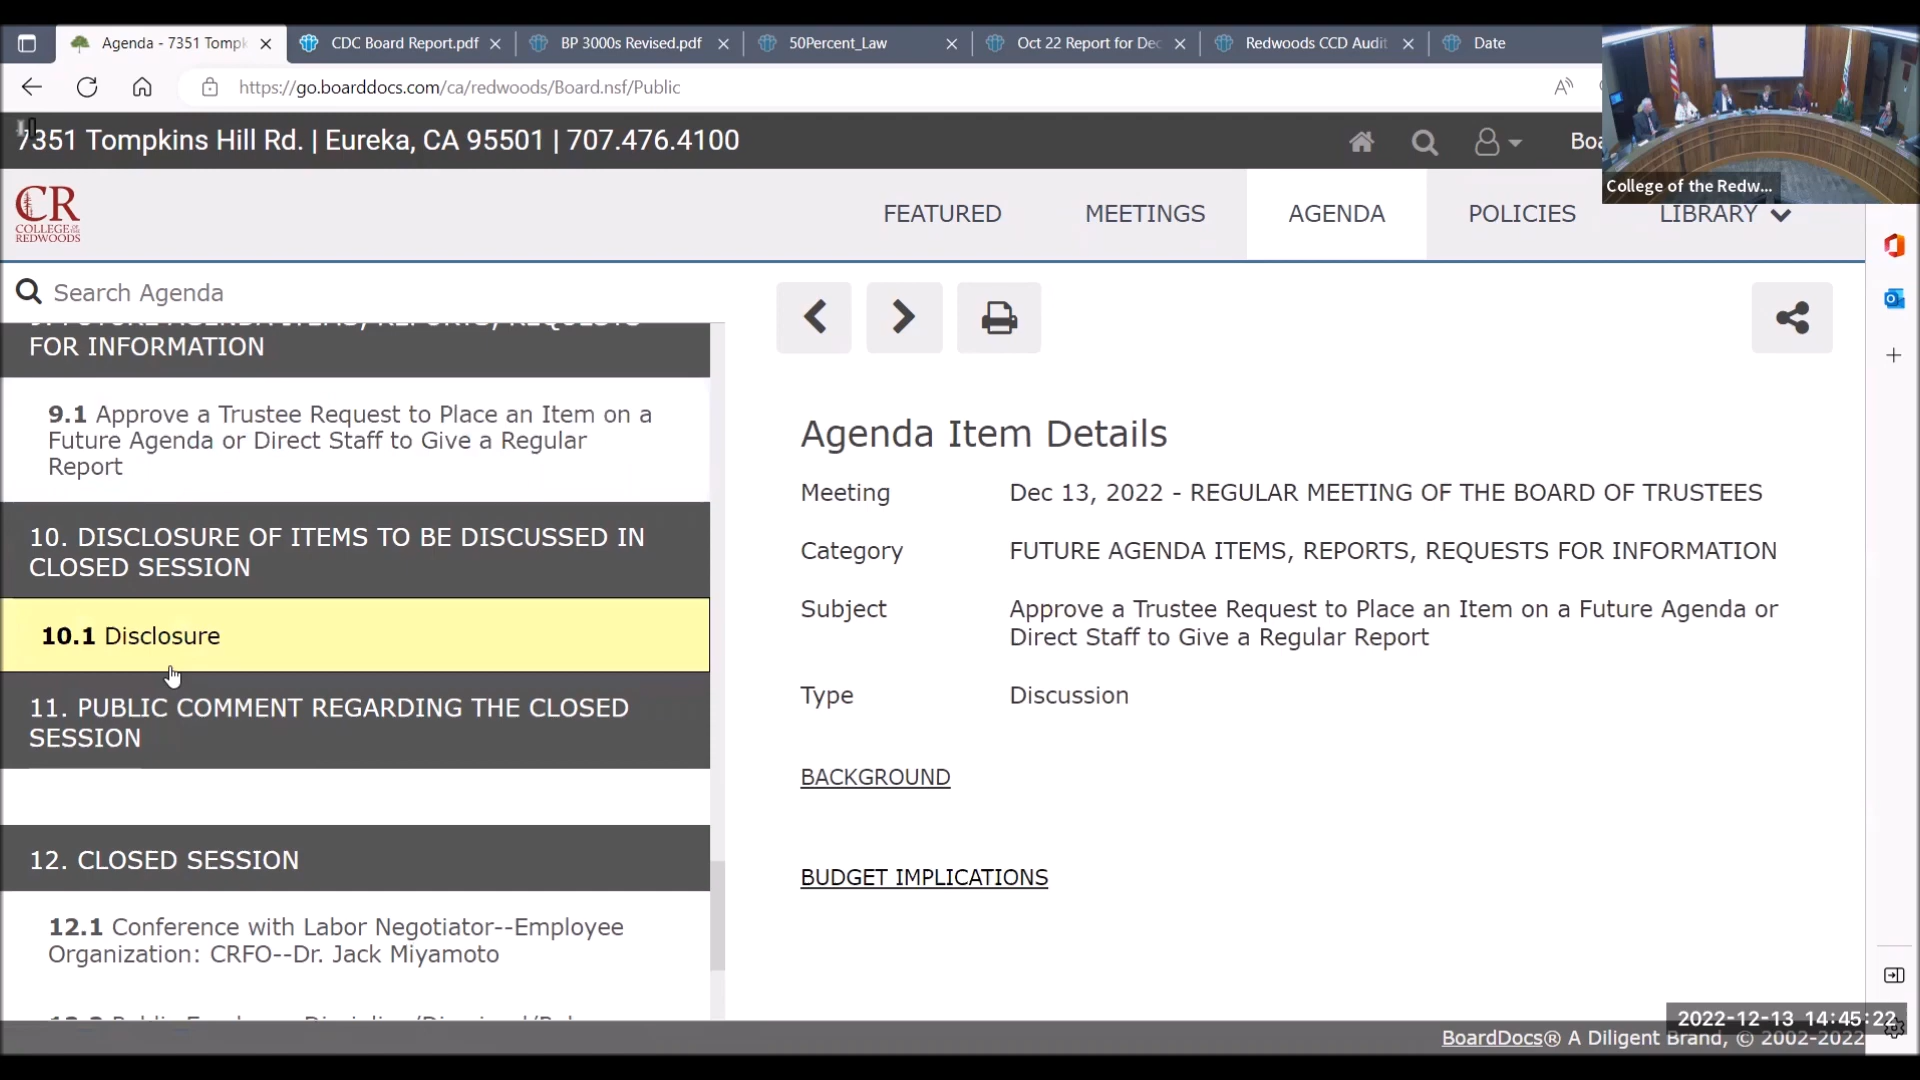 Agenda - 7351 Tompk
CDC Board Report.pdf
BP 3000s Revised.pdf
50Percent_Law
Oct 22 Report for Dec
Redwoods CCD Audit
Date
https://go.boarddocs.com/ca/redwoods/Board.nsf/Public
7351 Tompkins Hill Rd. | Eureka, CA 95501 | 707.476.4100
College of the Redw...
CR
COLLEGE OF THE
REDWOODS
FEATURED
MEETINGS
AGENDA
POLICIES
LIBRARY
Search Agenda
9. FUTURE AGENDA ITEMS, REPORTS, REQUESTS
FOR INFORMATION
9.1 Approve a Trustee Request to Place an Item on a
Future Agenda or Direct Staff to Give a Regular
Report
10. DISCLOSURE OF ITEMS TO BE DISCUSSED IN
CLOSED SESSION
10.1 Disclosure
11. PUBLIC COMMENT REGARDING THE CLOSED
SESSION
12. CLOSED SESSION
12.1 Conference with Labor Negotiator--Employee
Organization: CRFO--Dr. Jack Miyamoto
Agenda Item Details
Meeting
Dec 13, 2022 - REGULAR MEETING OF THE BOARD OF TRUSTEES
Category
FUTURE AGENDA ITEMS, REPORTS, REQUESTS FOR INFORMATION
Subject
Approve a Trustee Request to Place an Item on a Future Agenda or
Direct Staff to Give a Regular Report
Type
Discussion
BACKGROUND
BUDGET IMPLICATIONS
2022-12-13 14:45:22
BoardDocs® A Diligent Brand, © 2002-2022